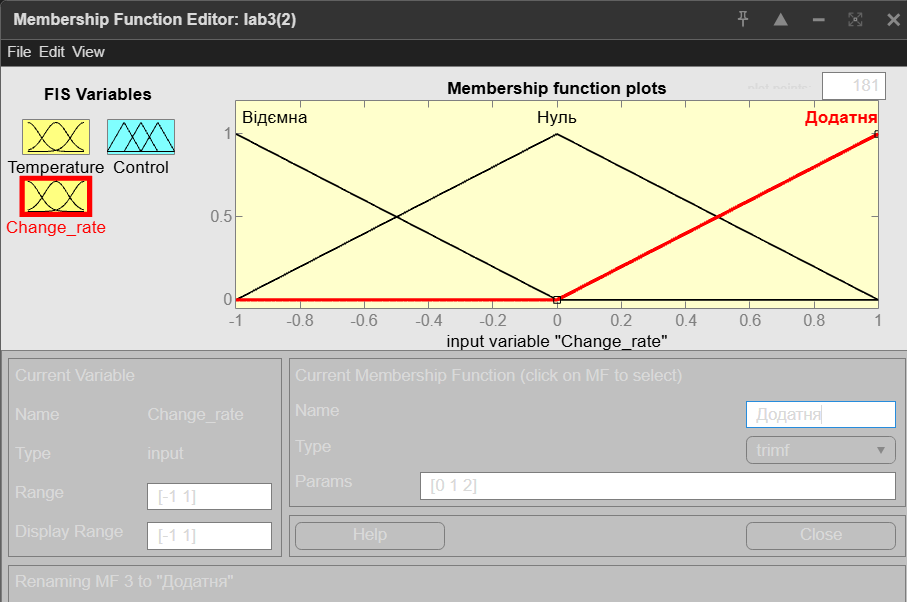 Membership Function Editor: lab3(2)
File Edit View
FIS Variables
Temperature Control
Change_rate
Membership function plots
plot points: 181
Відємна Нуль Додатня
1
0.5
0
-1 -0.8 -0.6 -0.4 -0.2 0 0.2 0.4 0.6 0.8 1
input variable "Change_rate"
Current Variable
Name Change_rate
Type input
Range [-1 1]
Display Range [-1 1]
Current Membership Function (click on MF to select)
Name Додатня
Type trimf
Params [0 1 2]
Help Close
Renaming MF 3 to "Додатня"